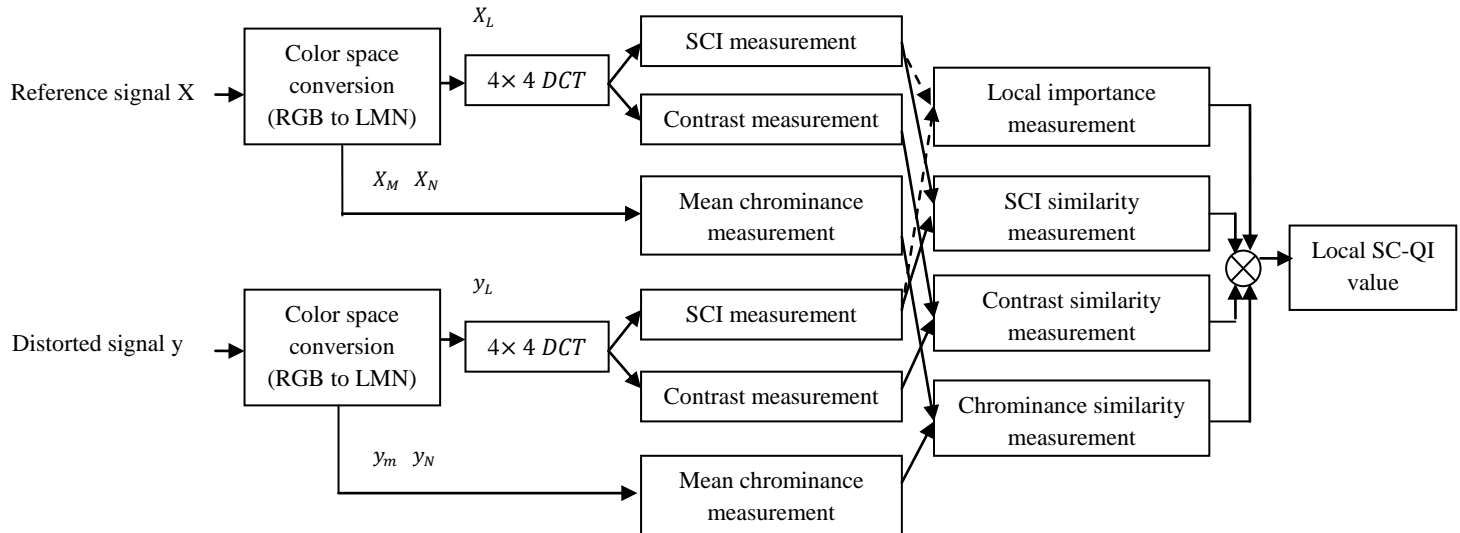 X_L
Color space
conversion
(RGB to LMN)
4× 4 DCT
SCI measurement
Reference signal X
Contrast measurement
Local importance
measurement
X_M X_N
Mean chrominance
measurement
SCI similarity
measurement
Local SC-QI
value
y_L
Color space
conversion
(RGB to LMN)
4× 4 DCT
SCI measurement
Contrast similarity
measurement
Distorted signal y
Contrast measurement
Chrominance similarity
measurement
y_m y_N
Mean chrominance
measurement